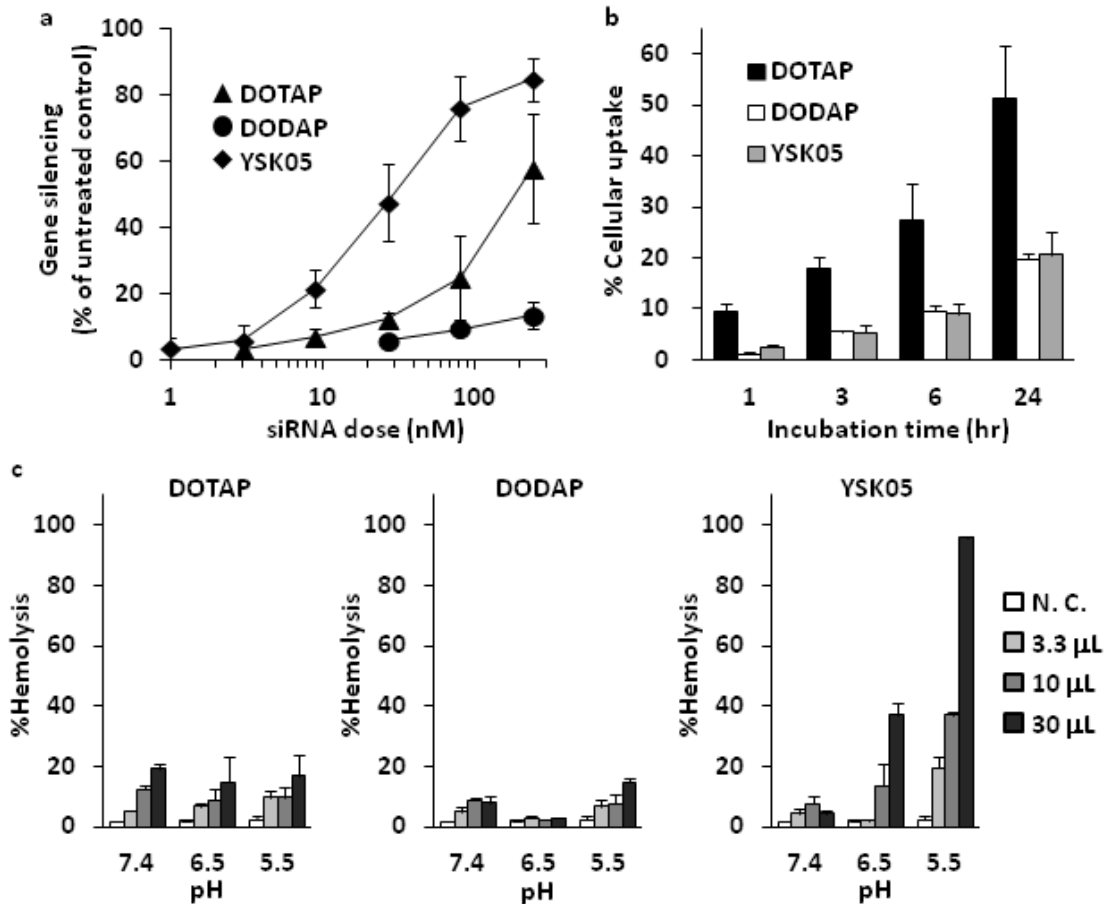 a
Gene silencing
(% of untreated control)
100
80
60
40
20
0
DOTAP
DODAP
YSK05
1
10
100
siRNA dose (nM)
b
% Cellular uptake
60
50
40
30
20
10
0
DOTAP
DODAP
YSK05
1
3
6
24
Incubation time (hr)
c
DOTAP
%Hemolysis
100
80
60
40
20
0
7.4
6.5
5.5
pH
DODAP
%Hemolysis
100
80
60
40
20
0
7.4
6.5
5.5
pH
YSK05
%Hemolysis
100
80
60
40
20
0
7.4
6.5
5.5
pH
N. C.
3.3 µL
10 µL
30 µL